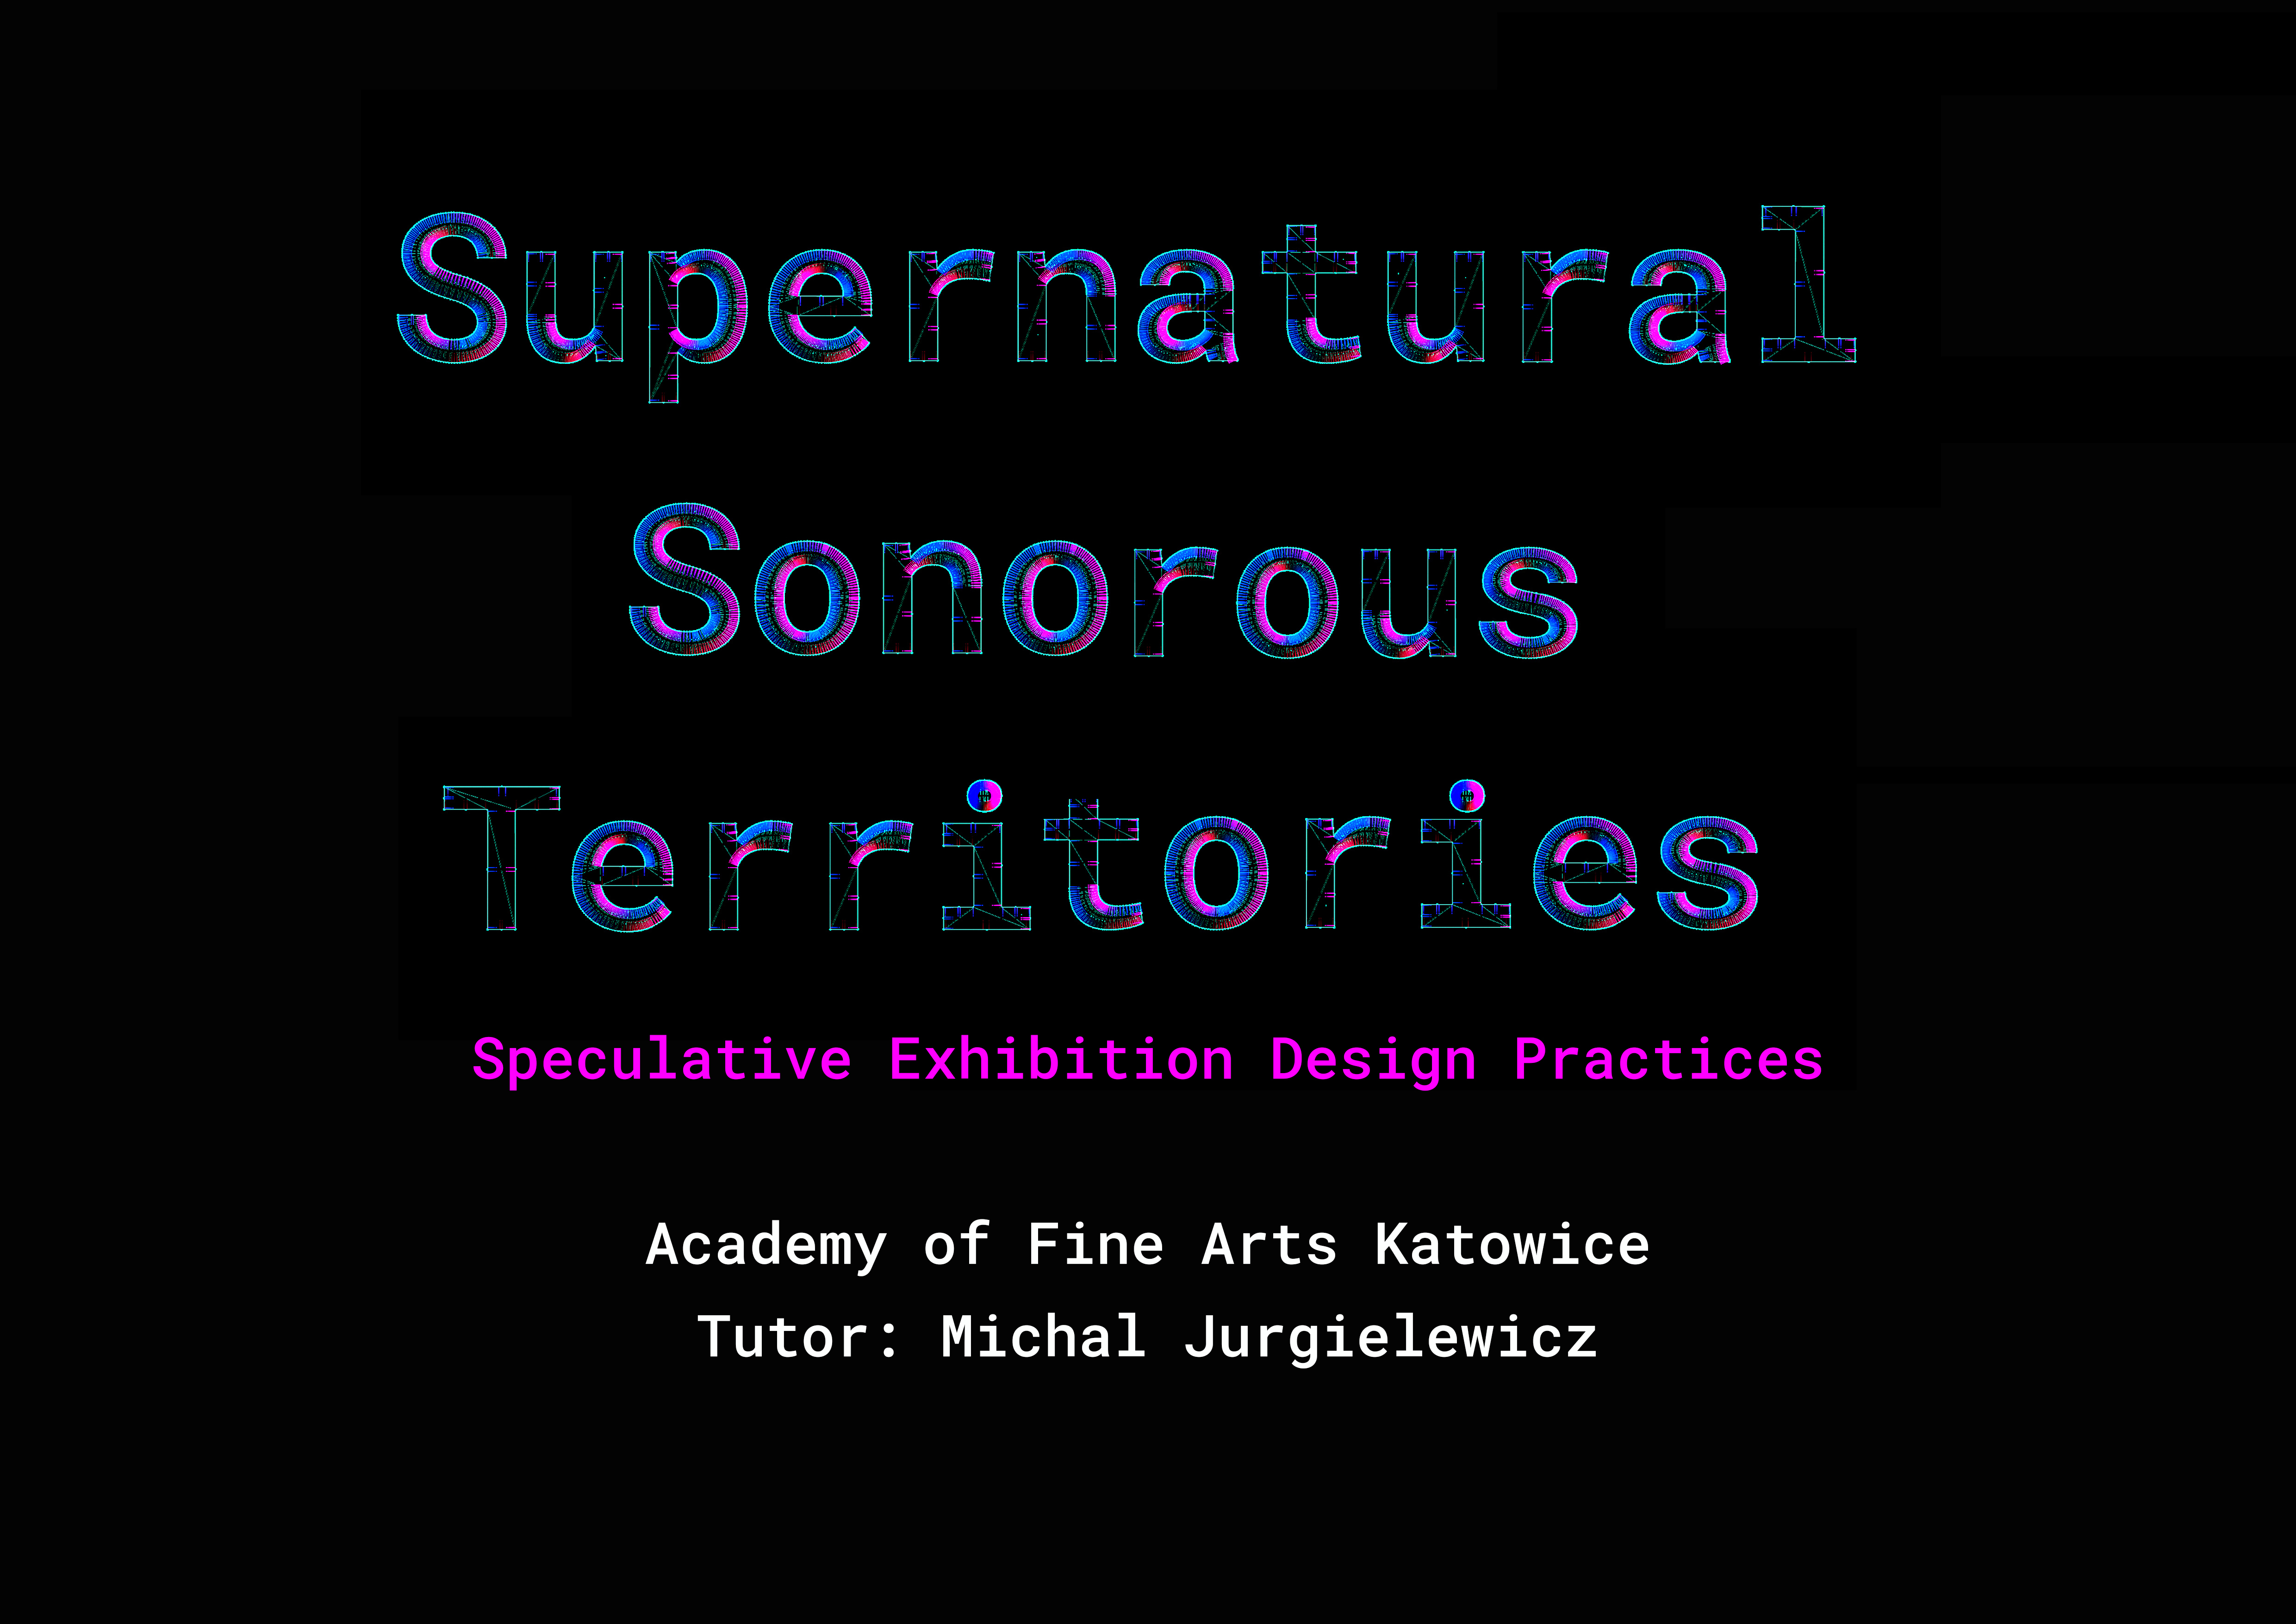 Supernatural
Sonorous
Territories
Speculative Exhibition Design Practices
Academy of Fine Arts Katowice
Tutor: Michal Jurgielewicz